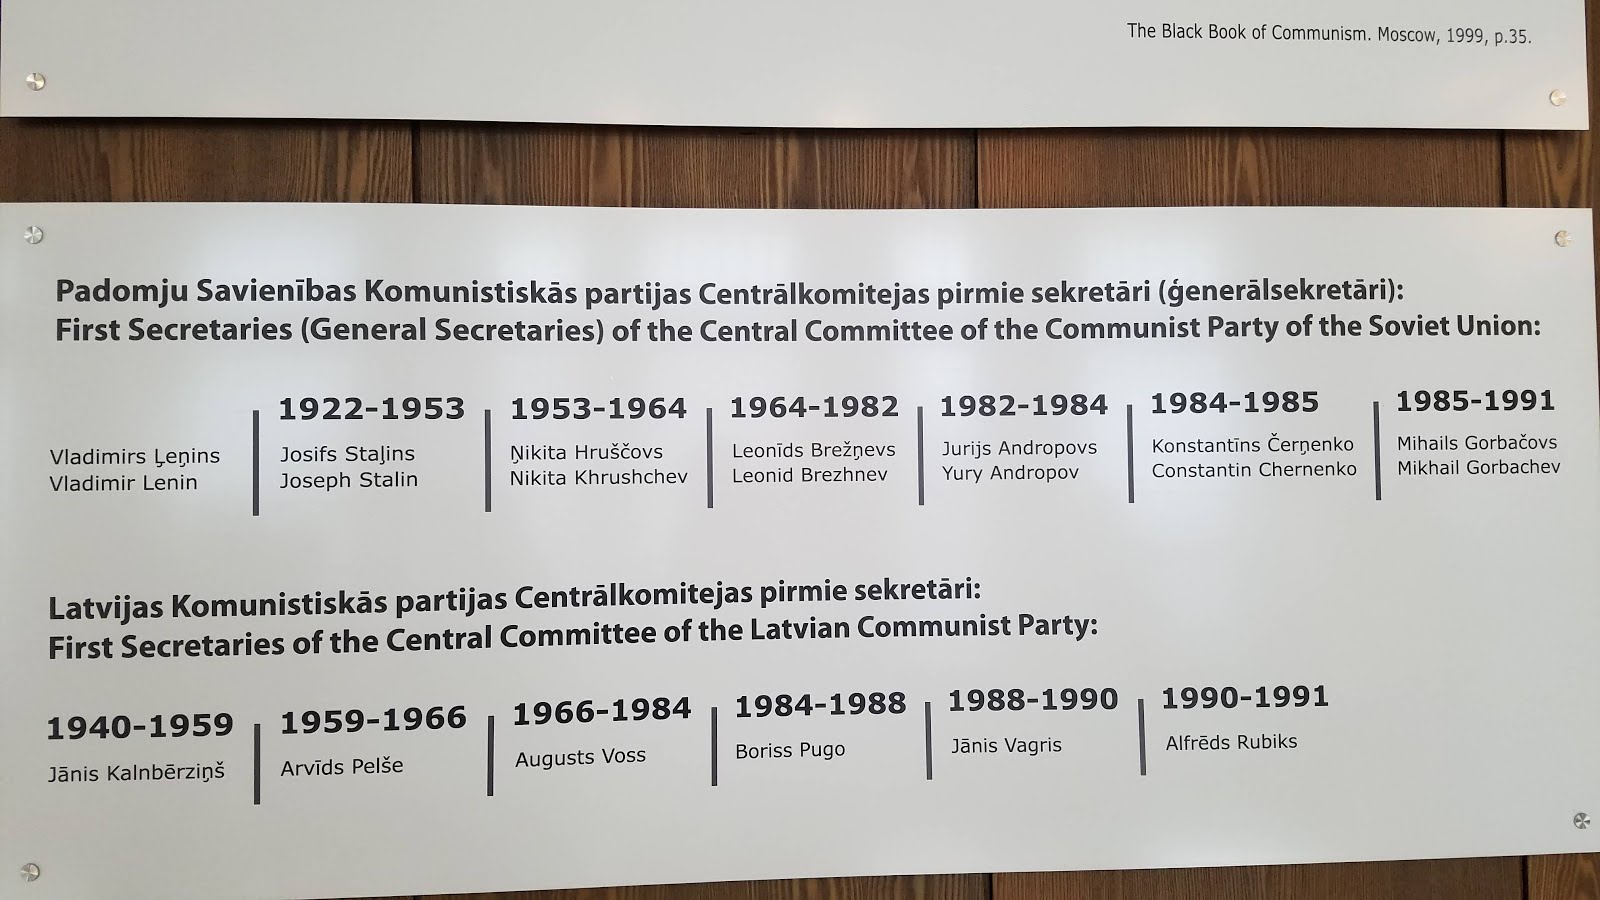 The Black Book of Communism. Moscow, 1999, p.35.
Padomju Savienības Komunistiskās partijas Centrālkomitejas pirmie sekretāri (ģenerālsekretāri):
First Secretaries (General Secretaries) of the Central Committee of the Communist Party of the Soviet Union:
Vladimirs Ļeņins
Vladimir Lenin
1922-1953
Josifs Staļins
Joseph Stalin
1953-1964
Ņikita Hruščovs
Nikita Khrushchev
1964-1982
Leonīds Brežņevs
Leonid Brezhnev
1982-1984
Jurijs Andropovs
Yury Andropov
1984-1985
Konstantīns Čerņenko
Constantin Chernenko
1985-1991
Mihails Gorbačovs
Mikhail Gorbachev
Latvijas Komunistiskās partijas Centrālkomitejas pirmie sekretāri:
First Secretaries of the Central Committee of the Latvian Communist Party:
1940-1959
Jānis Kalnbērziņš
1959-1966
Arvīds Pelše
1966-1984
Augusts Voss
1984-1988
Boriss Pugo
1988-1990
Jānis Vagris
1990-1991
Alfrēds Rubiks